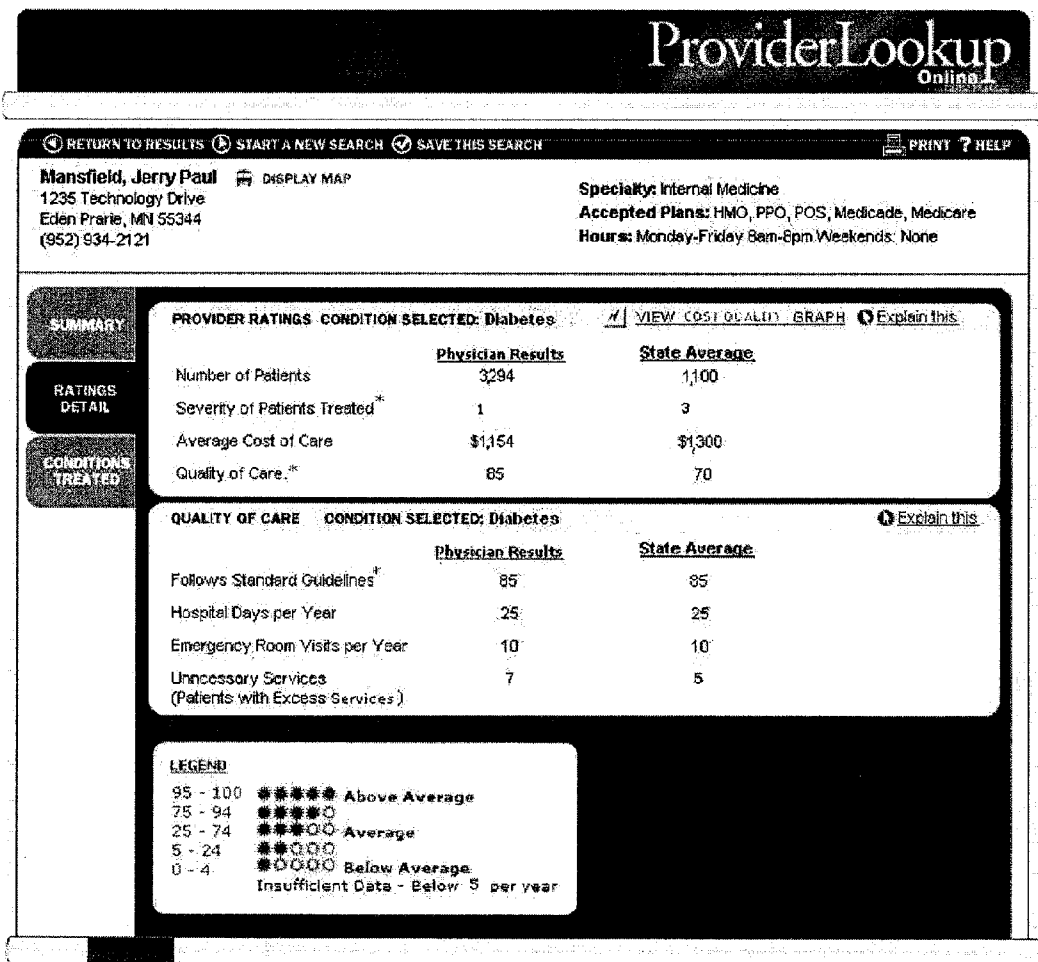 ProviderLookup
Online
RETURN TO RESULTS START A NEW SEARCH SAVE THIS SEARCH PRINT ? HELP
Mansfield, Jerry Paul DISPLAY MAP
1235 Technology Drive
Eden Prarie, MN 55344
(952) 934-2121
Specialty: Internal Medicine
Accepted Plans: HMO, PPO, POS, Medicade, Medicare
Hours: Monday-Friday 8am-8pm Weekends: None
SUMMARY
RATINGS
DETAIL
CONDITIONS
TREATED
PROVIDER RATINGS CONDITION SELECTED: Diabetes VIEW COST QUALITY GRAPH Explain this
Physician Results State Average
Number of Patients 3294 1,100
Severity of Patients Treated* 1 3
Average Cost of Care $1,154 $1,300
Quality of Care.* 85 70
QUALITY OF CARE CONDITION SELECTED: Diabetes Explain this
Physician Results State Average
Follows Standard Guidelines* 85 85
Hospital Days per Year 25 25
Emergency Room Visits per Year 10 10
Unncessary Services 7 5
(Patients with Excess Services)
LEGEND
95 - 100 Above Average
75 - 94
25 - 74 Average
5 - 24
0 - 4 Below Average
Insufficient Data - Below 5 per year